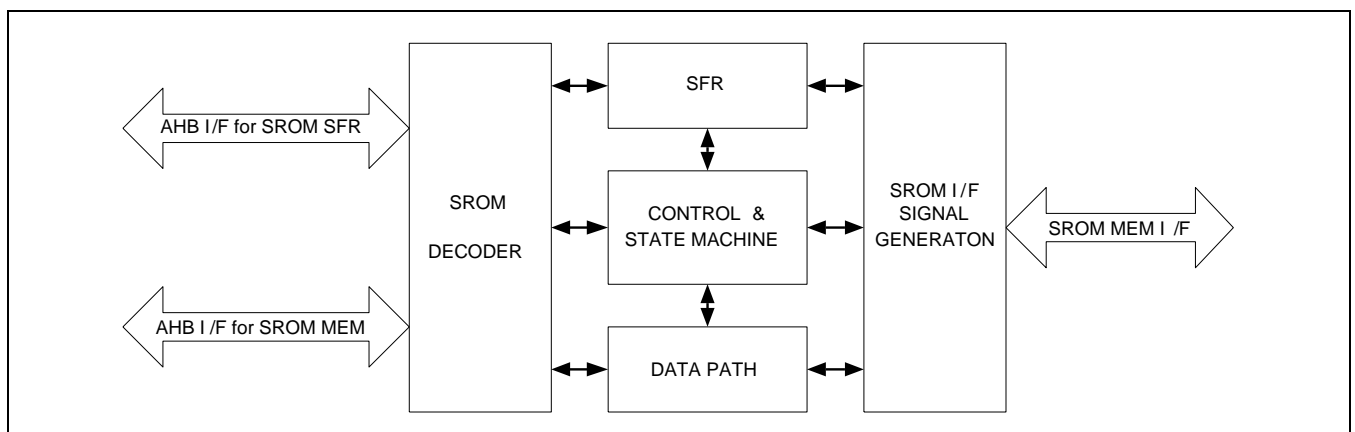 AHB I/F for SROM SFR
AHB I/F for SROM MEM
SROM
DECODER
SFR
CONTROL &
STATE MACHINE
DATA PATH
SROM I/F
SIGNAL
GENERATON
SROM MEM I/F